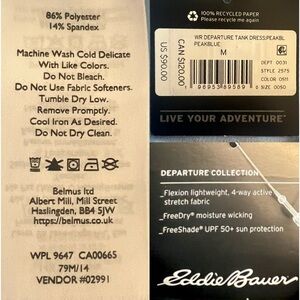 86% Polyester
14% Spandex
Machine Wash Cold Delicate
With Like Colors.
Do Not Bleach.
Do Not Use Fabric Softeners.
Tumble Dry Low.
Remove Promptly.
Cool Iron As Desired.
Do Not Dry Clean.
Belmus ltd
Albert Mill, Mill Street
Haslingden, BB4 5JW
https://belmus.co.uk
WPL 9647 CA00665
79M/14
VENDOR #02991
100% RECYCLED PAPER
Please recycle again
US $90.00
CAN $120.00
WR DEPARTURE TANK DRESS:PEAKBL
PEAKBLUE
M
DEPT 0031
STYLE 2575
COLOR 0511
SIZE 0050
LIVE YOUR ADVENTURE
DEPARTURE COLLECTION
Flexion lightweight, 4-way active
stretch fabric
FreeDry® moisture wicking
FreeShade® UPF 50+ sun protection
Eddie Bauer